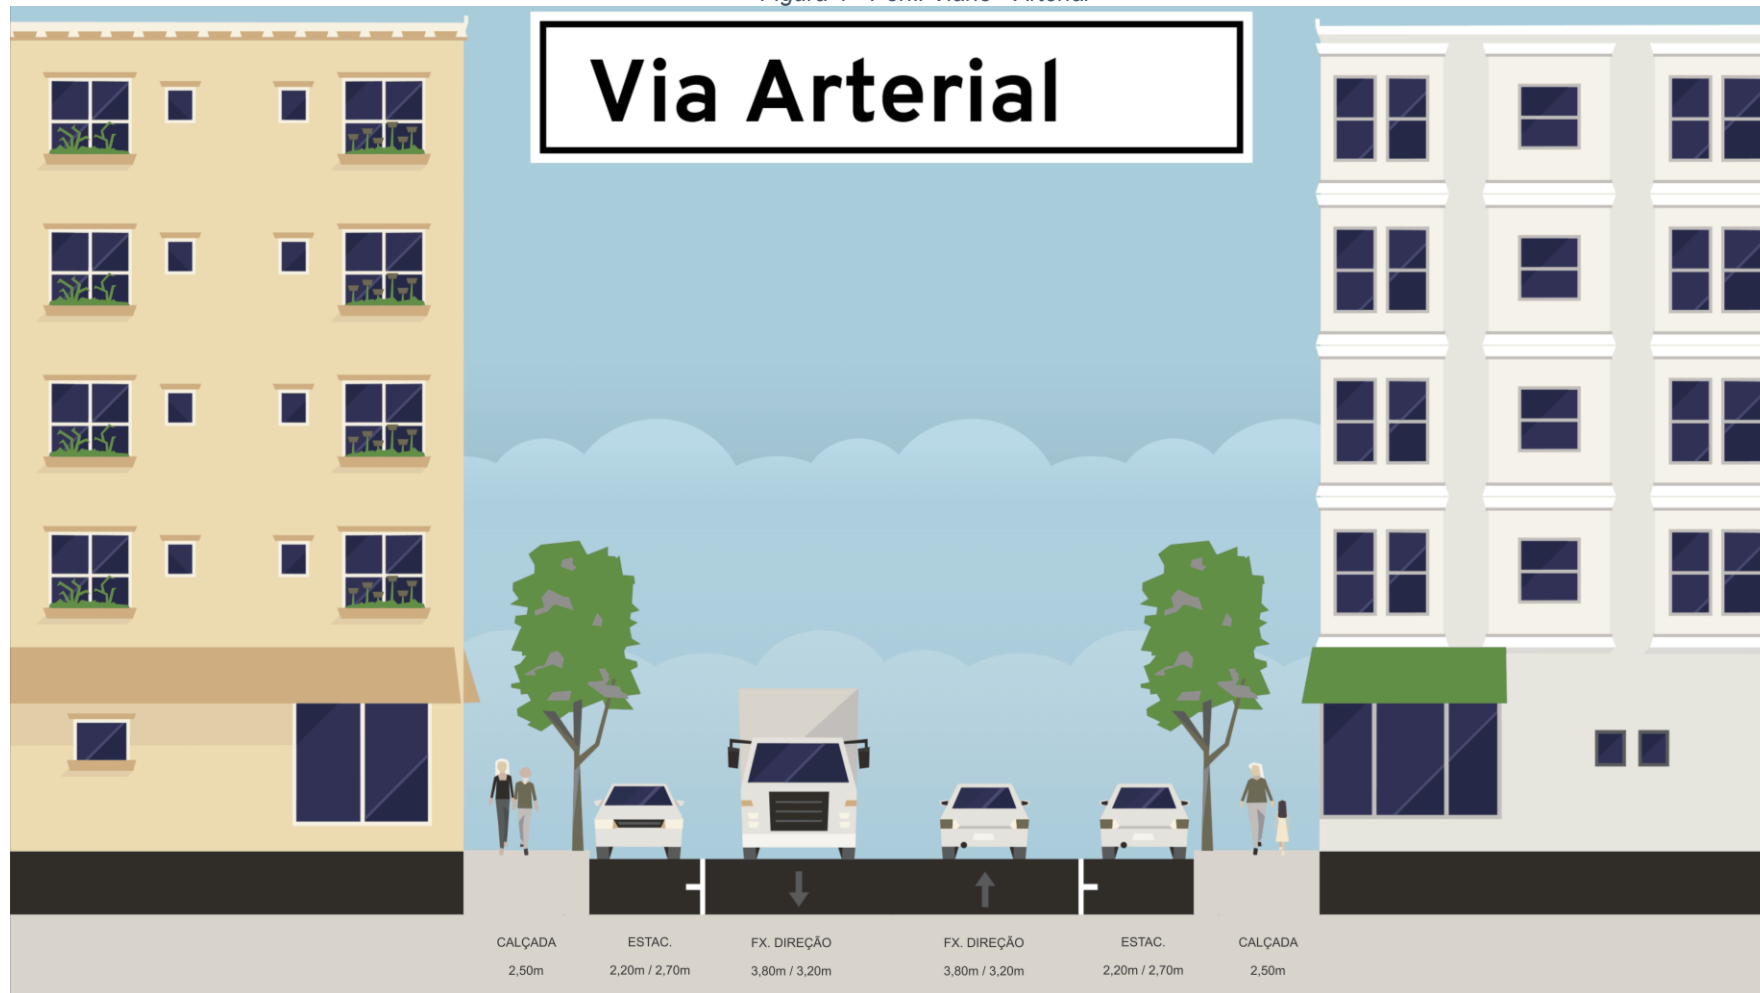 Via Arterial
CALÇADA ESTAC. FX. DIREÇÃO FX. DIREÇÃO ESTAC. CALÇADA
2,50m 2,20m / 2,70m 3,80m / 3,20m 3,80m / 3,20m 2,20m / 2,70m 2,50m